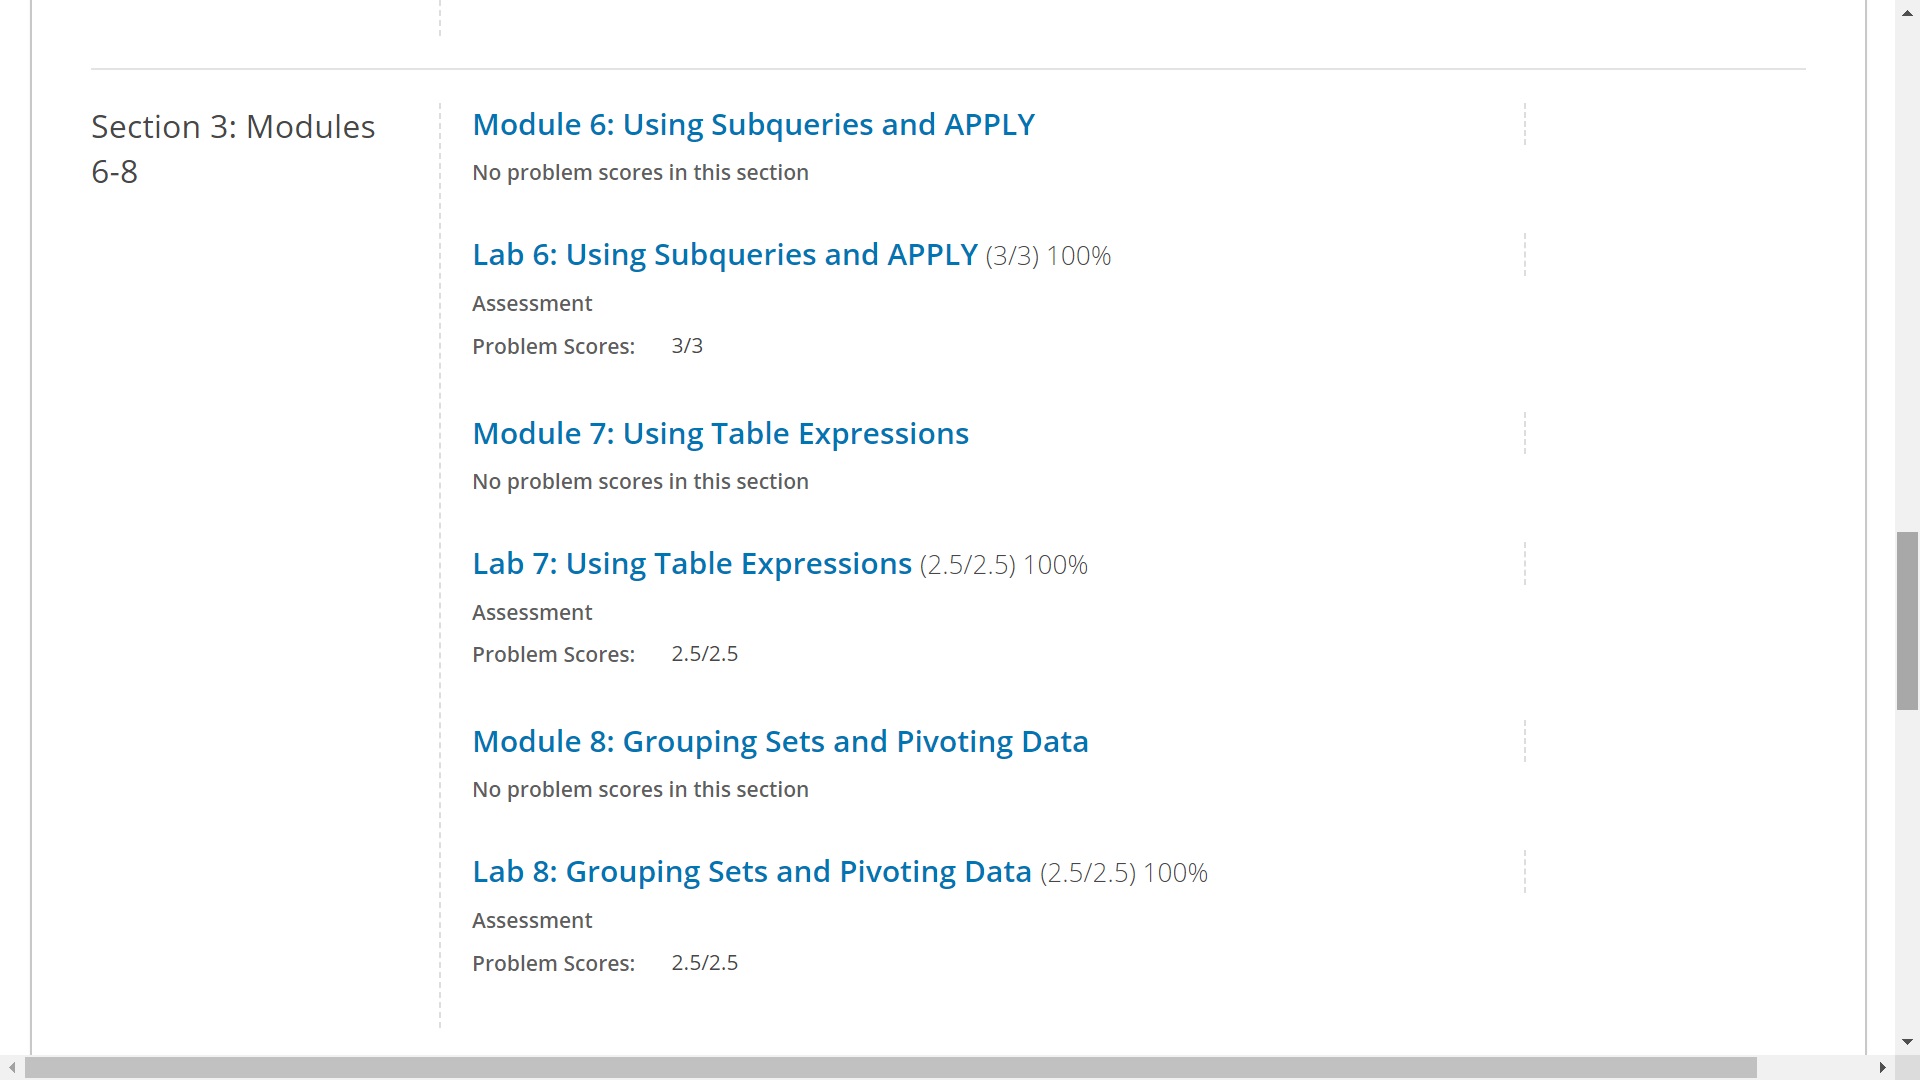 Section 3: Modules
6-8
Module 6: Using Subqueries and APPLY
No problem scores in this section
Lab 6: Using Subqueries and APPLY (3/3) 100%
Assessment
Problem Scores: 3/3
Module 7: Using Table Expressions
No problem scores in this section
Lab 7: Using Table Expressions (2.5/2.5) 100%
Assessment
Problem Scores: 2.5/2.5
Module 8: Grouping Sets and Pivoting Data
No problem scores in this section
Lab 8: Grouping Sets and Pivoting Data (2.5/2.5) 100%
Assessment
Problem Scores: 2.5/2.5